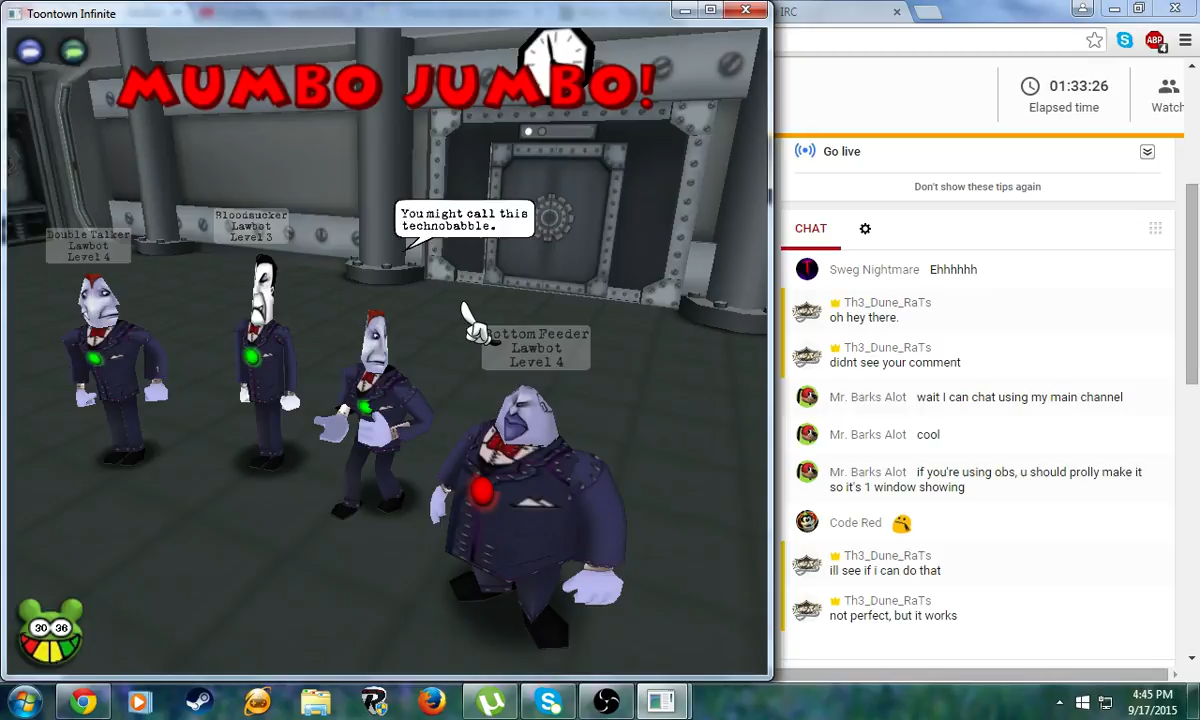 Toontown Infinite
IRC
MUMBO JUMBO!
4
01:33:26
Elapsed time
Watch
Go live
Don't show these tips again
CHAT
Double Talker
Lawbot
Level 4
Bloodsucker
Lawbot
Level 3
You might call this
technobabble.
Bottom Feeder
Lawbot
Level 4
30 36
Sweg Nightmare Ehhhhhh
Th3_Dune_RaTs
oh hey there.
Th3_Dune_RaTs
didnt see your comment
Mr. Barks Alot wait I can chat using my main channel
Mr. Barks Alot cool
Mr. Barks Alot if you're using obs, u should prolly make it
so it's 1 window showing
Code Red
Th3_Dune_RaTs
ill see if i can do that
Th3_Dune_RaTs
not perfect, but it works
4:45 PM
9/17/2015